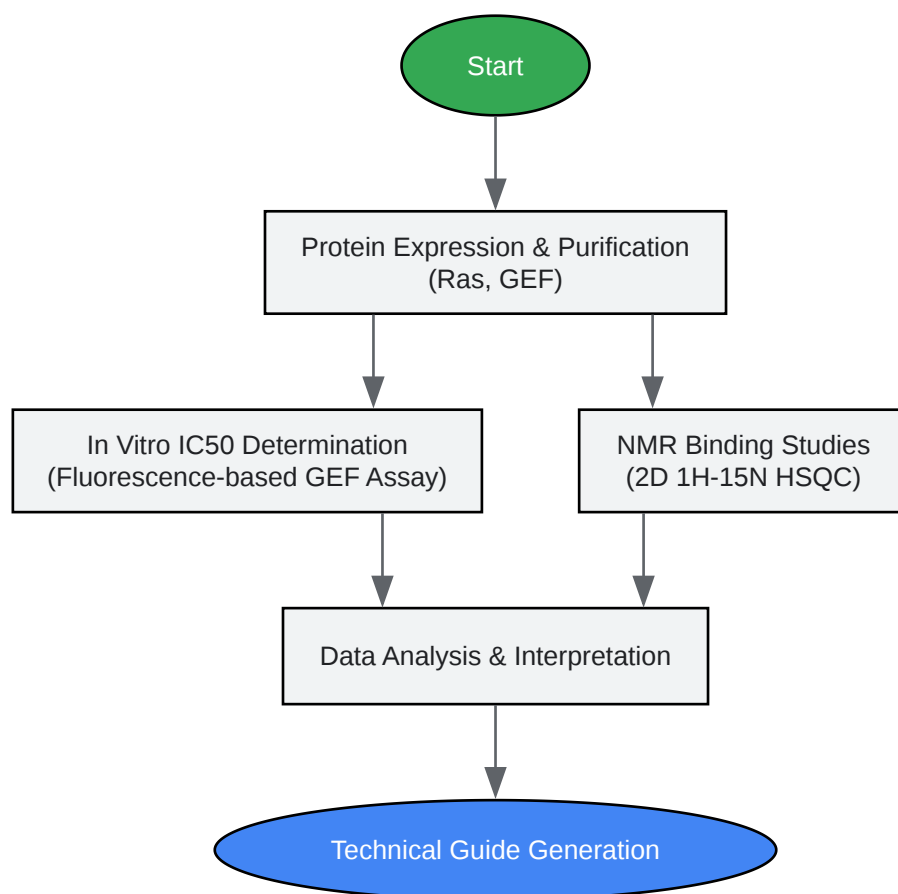 Start
Protein Expression & Purification
(Ras, GEF)
In Vitro IC50 Determination
(Fluorescence-based GEF Assay)
NMR Binding Studies
(2D 1H-15N HSQC)
Data Analysis & Interpretation
Technical Guide Generation